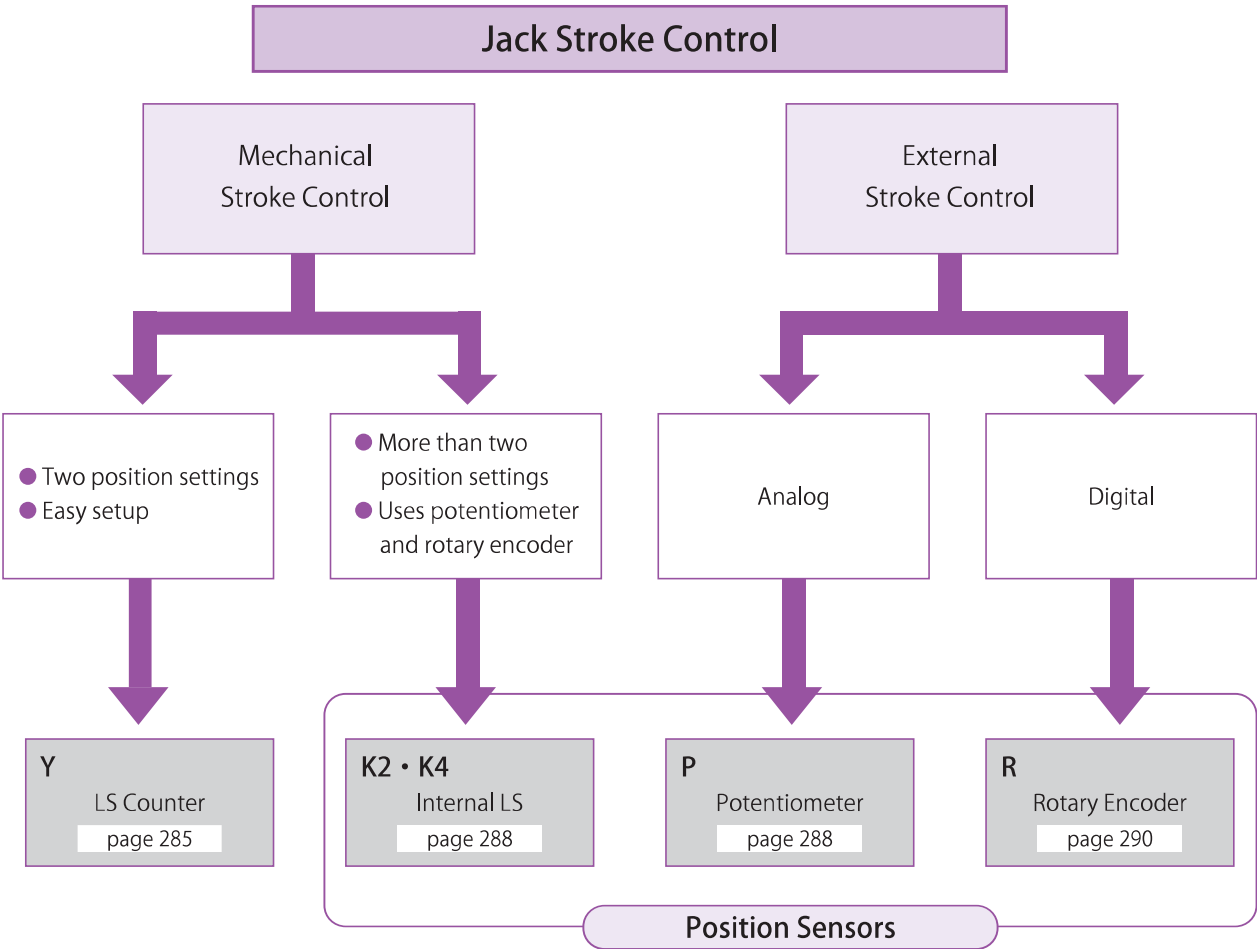 Jack Stroke Control
Mechanical
Stroke Control
External
Stroke Control
● Two position settings
● Easy setup
● More than two
position settings
● Uses potentiometer
and rotary encoder
Analog
Digital
Y
LS Counter
page 285
K2・K4
Internal LS
page 288
P
Potentiometer
page 288
R
Rotary Encoder
page 290
Position Sensors